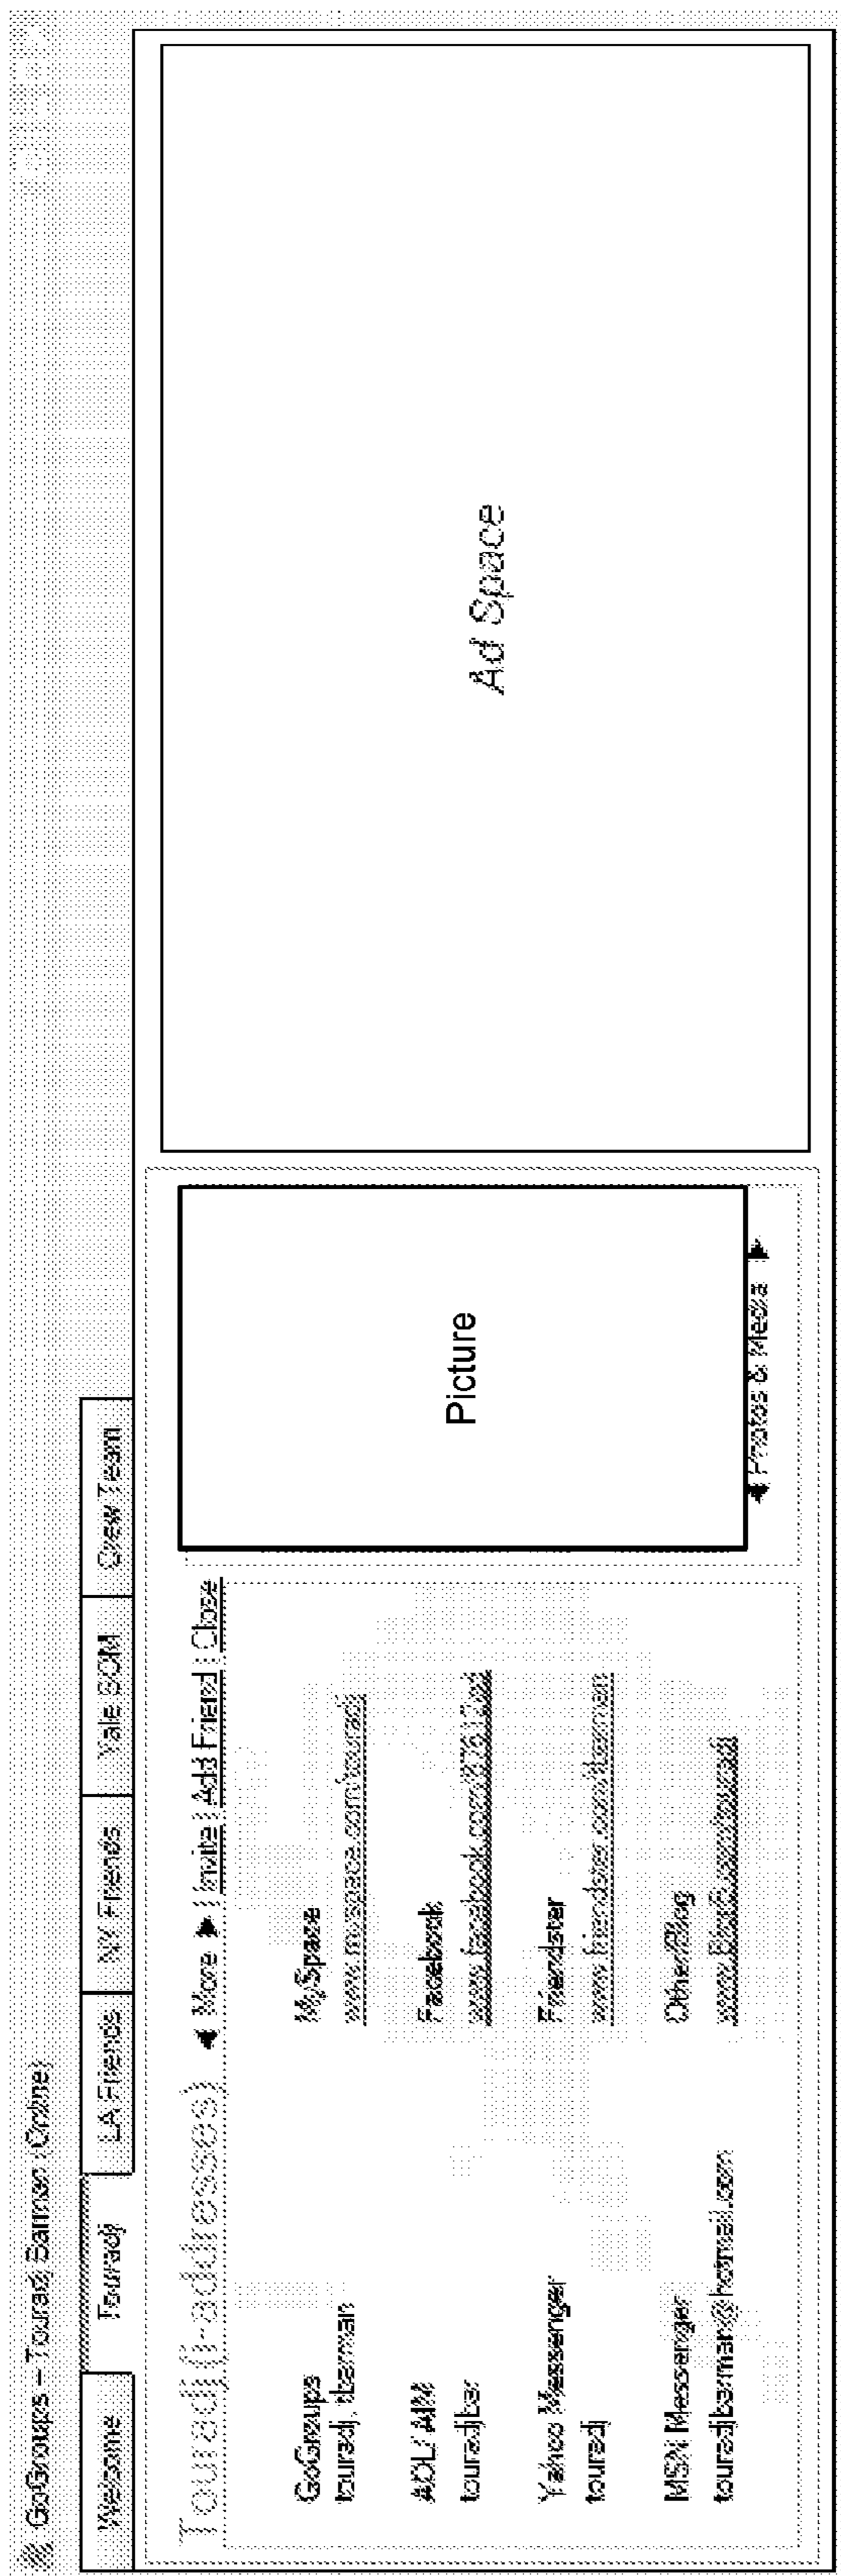 GoGroups – Touradj Barman (Online)
Welcome
Touradj
LA Friends
NY Friends
Yale SOM
Crew Team
Touradj (I-addresses)
◀ More ▶ | Invite | Add Friend | Close
GoGroups
touradj, tbarman
AOL/ AIM
touradjbar
Yahoo Messenger
touradj
MSN Messenger
touradjbarman@hotmail.com
MySpace
www.myspace.com/touradj
Facebook
Friendster
www.friendster.com/tbarman
Other/Blog
Picture
◀ Photos & Media ▶
Ad Space